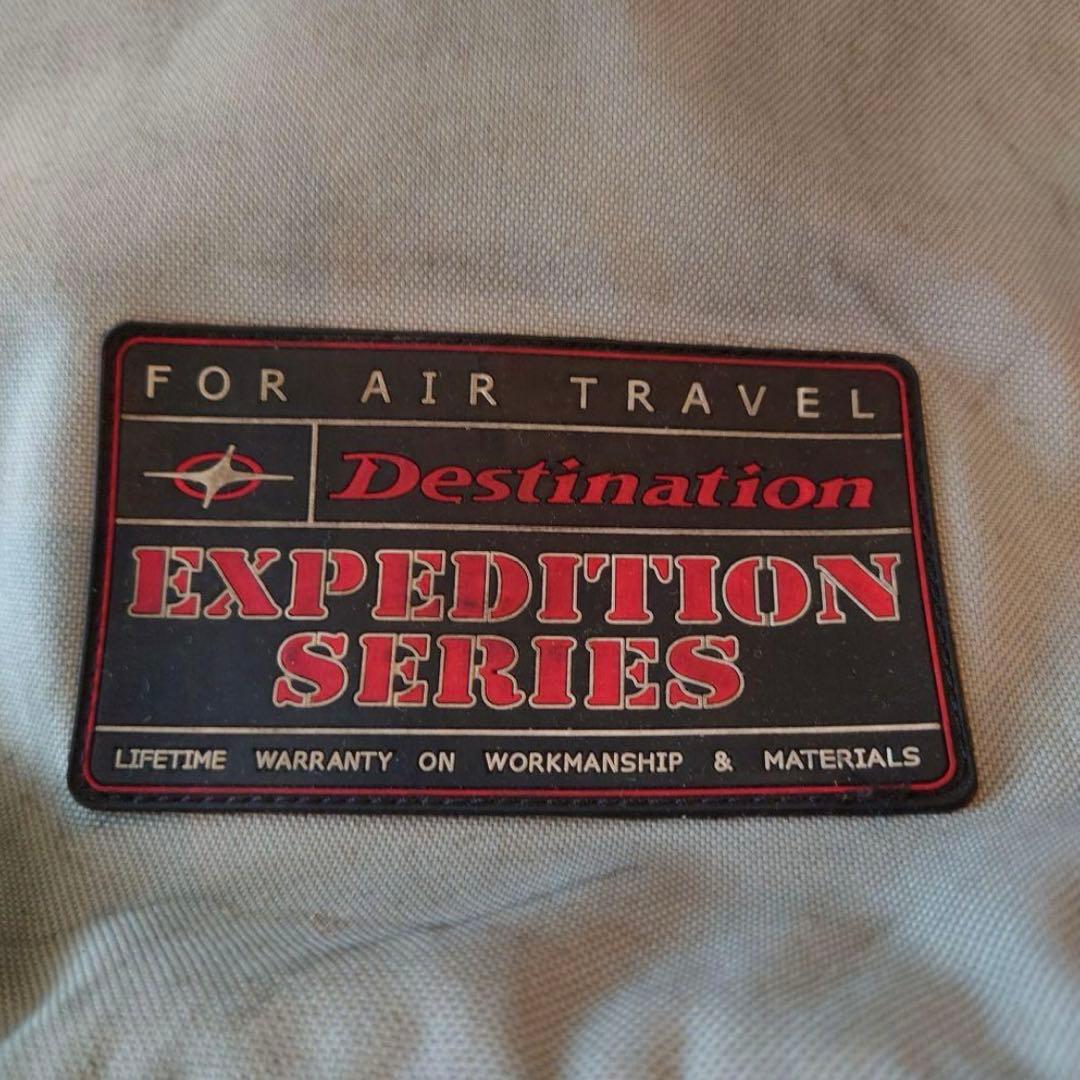 FOR AIR TRAVEL
Destination
EXPEDITION
SERIES
LIFETIME WARRANTY ON WORKMANSHIP & MATERIALS